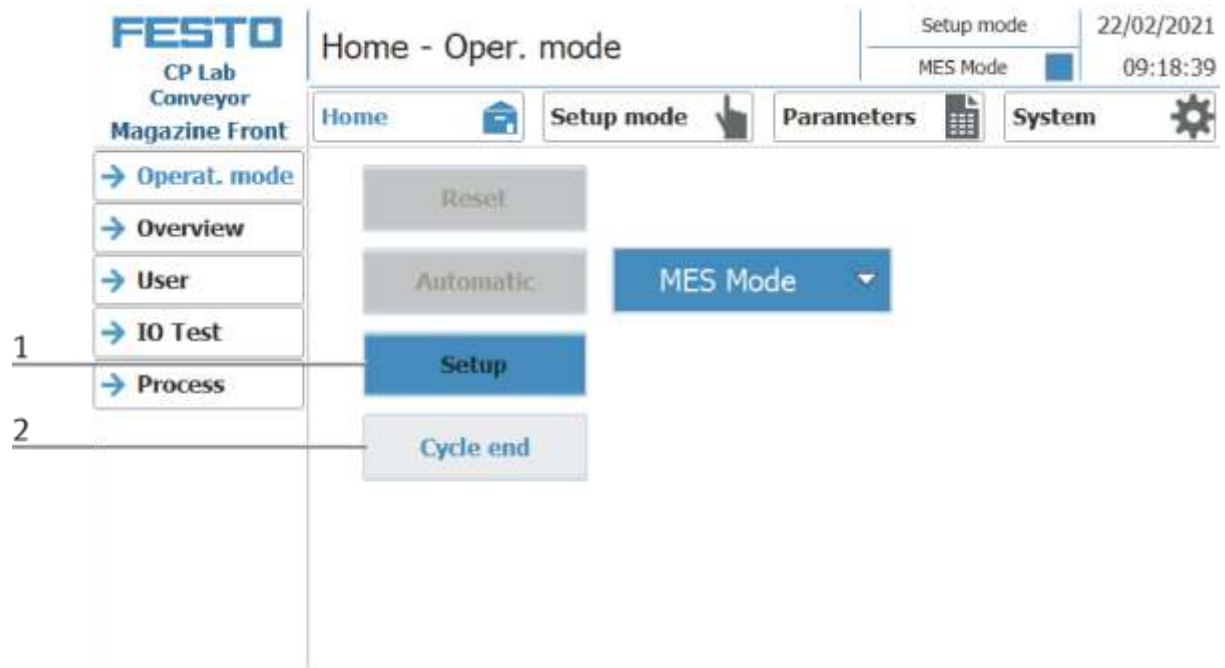 FESTO
CP Lab
Conveyor
Magazine Front
Home - Oper. mode
Setup mode
MES Mode
22/02/2021
09:18:39
Home
Setup mode
Parameters
System
Operat. mode
Overview
User
IO Test
Process
Reset
Automatic
MES Mode
Setup
Cycle end
1
2